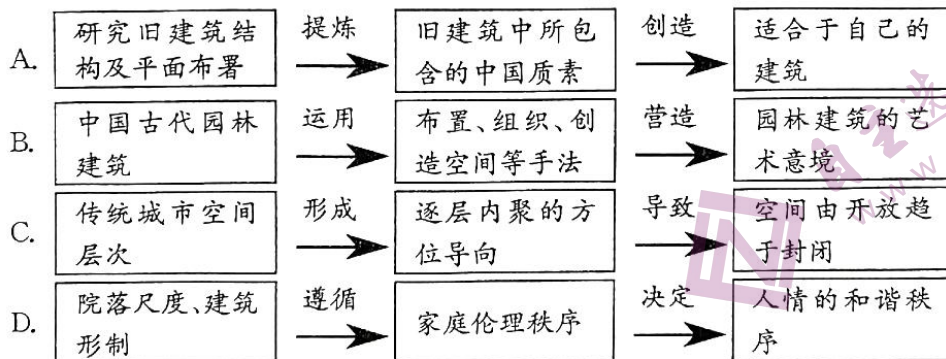 A. 研究旧建筑结构及平面布署 提炼 旧建筑中所包含的中国质素 创造 适合于自己的建筑
B. 中国古代园林建筑 运用 布置、组织、创造空间等手法 营造 园林建筑的艺术意境
C. 传统城市空间层次 形成 逐层内聚的方位导向 导致 空间由开放趋于封闭
D. 院落尺度、建筑形制 遵循 家庭伦理秩序 决定 人情的和谐秩序